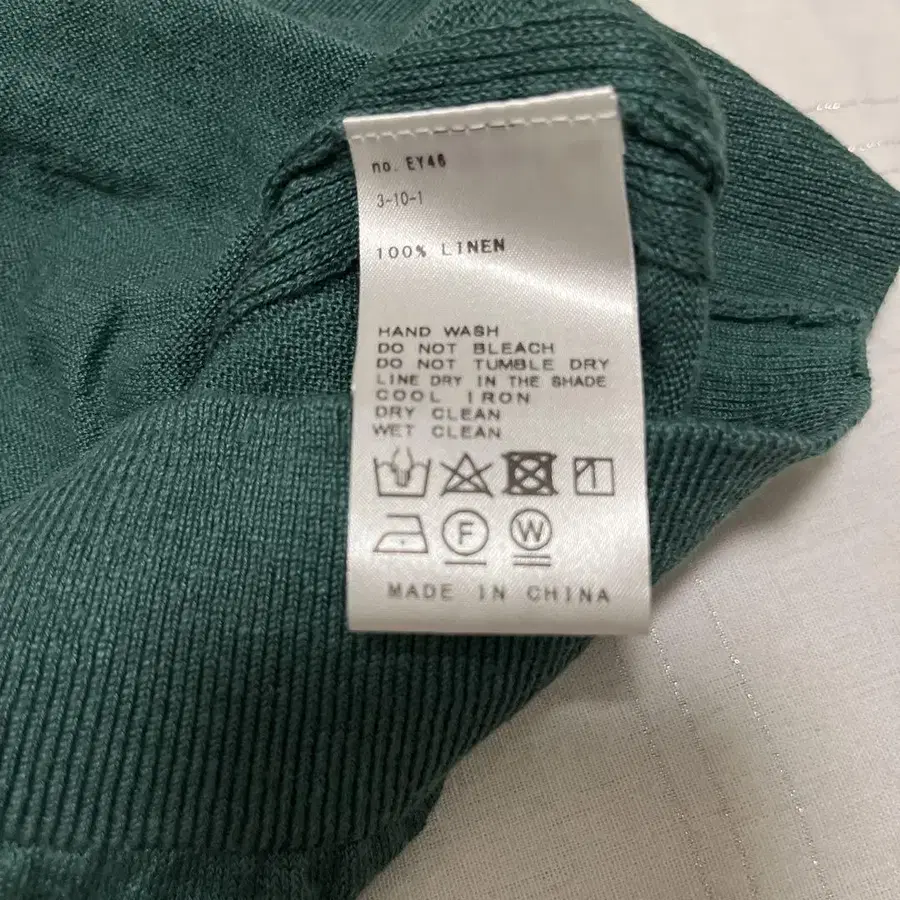 no. EY46
3-10-1
100% LINEN
HAND WASH
DO NOT BLEACH
DO NOT TUMBLE DRY
LINE DRY IN THE SHADE
COOL IRON
DRY CLEAN
WET CLEAN
F W
MADE IN CHINA